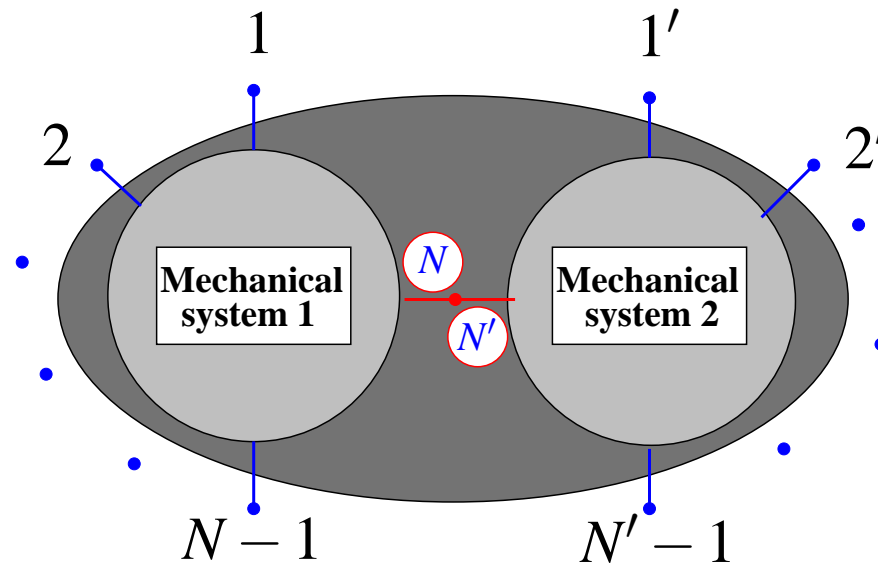 1
1′
2
2′
N
Mechanical
system 1
Mechanical
system 2
N′
N − 1
N′ − 1